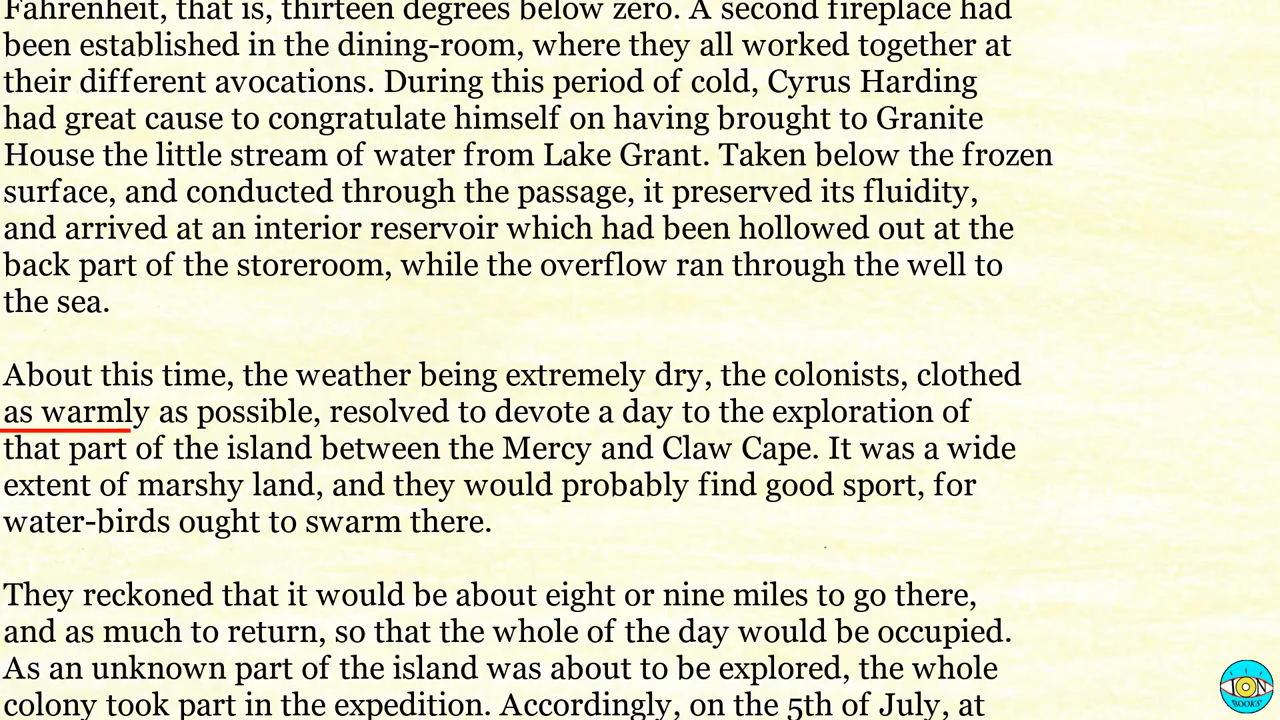 Fahrenheit, that is, thirteen degrees below zero. A second fireplace had
been established in the dining-room, where they all worked together at
their different avocations. During this period of cold, Cyrus Harding
had great cause to congratulate himself on having brought to Granite
House the little stream of water from Lake Grant. Taken below the frozen
surface, and conducted through the passage, it preserved its fluidity,
and arrived at an interior reservoir which had been hollowed out at the
back part of the storeroom, while the overflow ran through the well to
the sea.
About this time, the weather being extremely dry, the colonists, clothed
as warmly as possible, resolved to devote a day to the exploration of
that part of the island between the Mercy and Claw Cape. It was a wide
extent of marshy land, and they would probably find good sport, for
water-birds ought to swarm there.
They reckoned that it would be about eight or nine miles to go there,
and as much to return, so that the whole of the day would be occupied.
As an unknown part of the island was about to be explored, the whole
colony took part in the expedition. Accordingly, on the 5th of July, at
ION
BOOKS